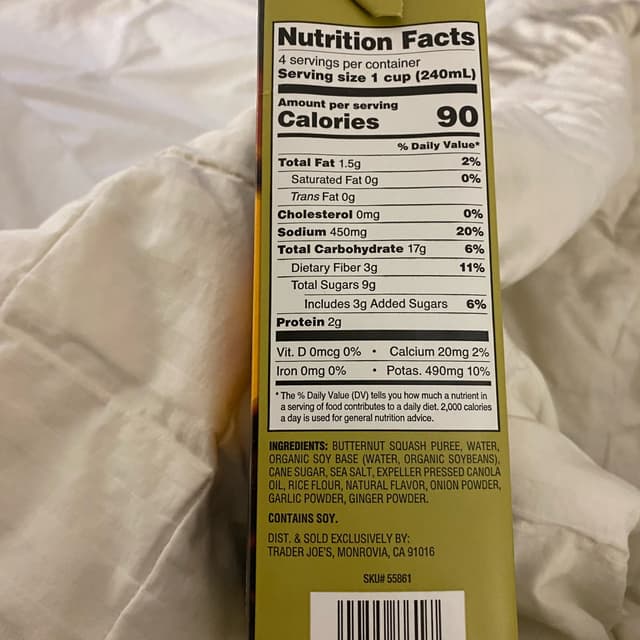 Nutrition Facts
4 servings per container
Serving size 1 cup (240mL)
Amount per serving
Calories 90
% Daily Value*
Total Fat 1.5g 2%
Saturated Fat 0g 0%
Trans Fat 0g
Cholesterol 0mg 0%
Sodium 450mg 20%
Total Carbohydrate 17g 6%
Dietary Fiber 3g 11%
Total Sugars 9g
Includes 3g Added Sugars 6%
Protein 2g
Vit. D 0mcg 0% • Calcium 20mg 2%
Iron 0mg 0% • Potas. 490mg 10%
* The % Daily Value (DV) tells you how much a nutrient in
a serving of food contributes to a daily diet. 2,000 calories
a day is used for general nutrition advice.
INGREDIENTS: BUTTERNUT SQUASH PUREE, WATER,
ORGANIC SOY BASE (WATER, ORGANIC SOYBEANS),
CANE SUGAR, SEA SALT, EXPELLER PRESSED CANOLA
OIL, RICE FLOUR, NATURAL FLAVOR, ONION POWDER,
GARLIC POWDER, GINGER POWDER.
CONTAINS SOY.
DIST. & SOLD EXCLUSIVELY BY:
TRADER JOE'S, MONROVIA, CA 91016
SKU# 55861